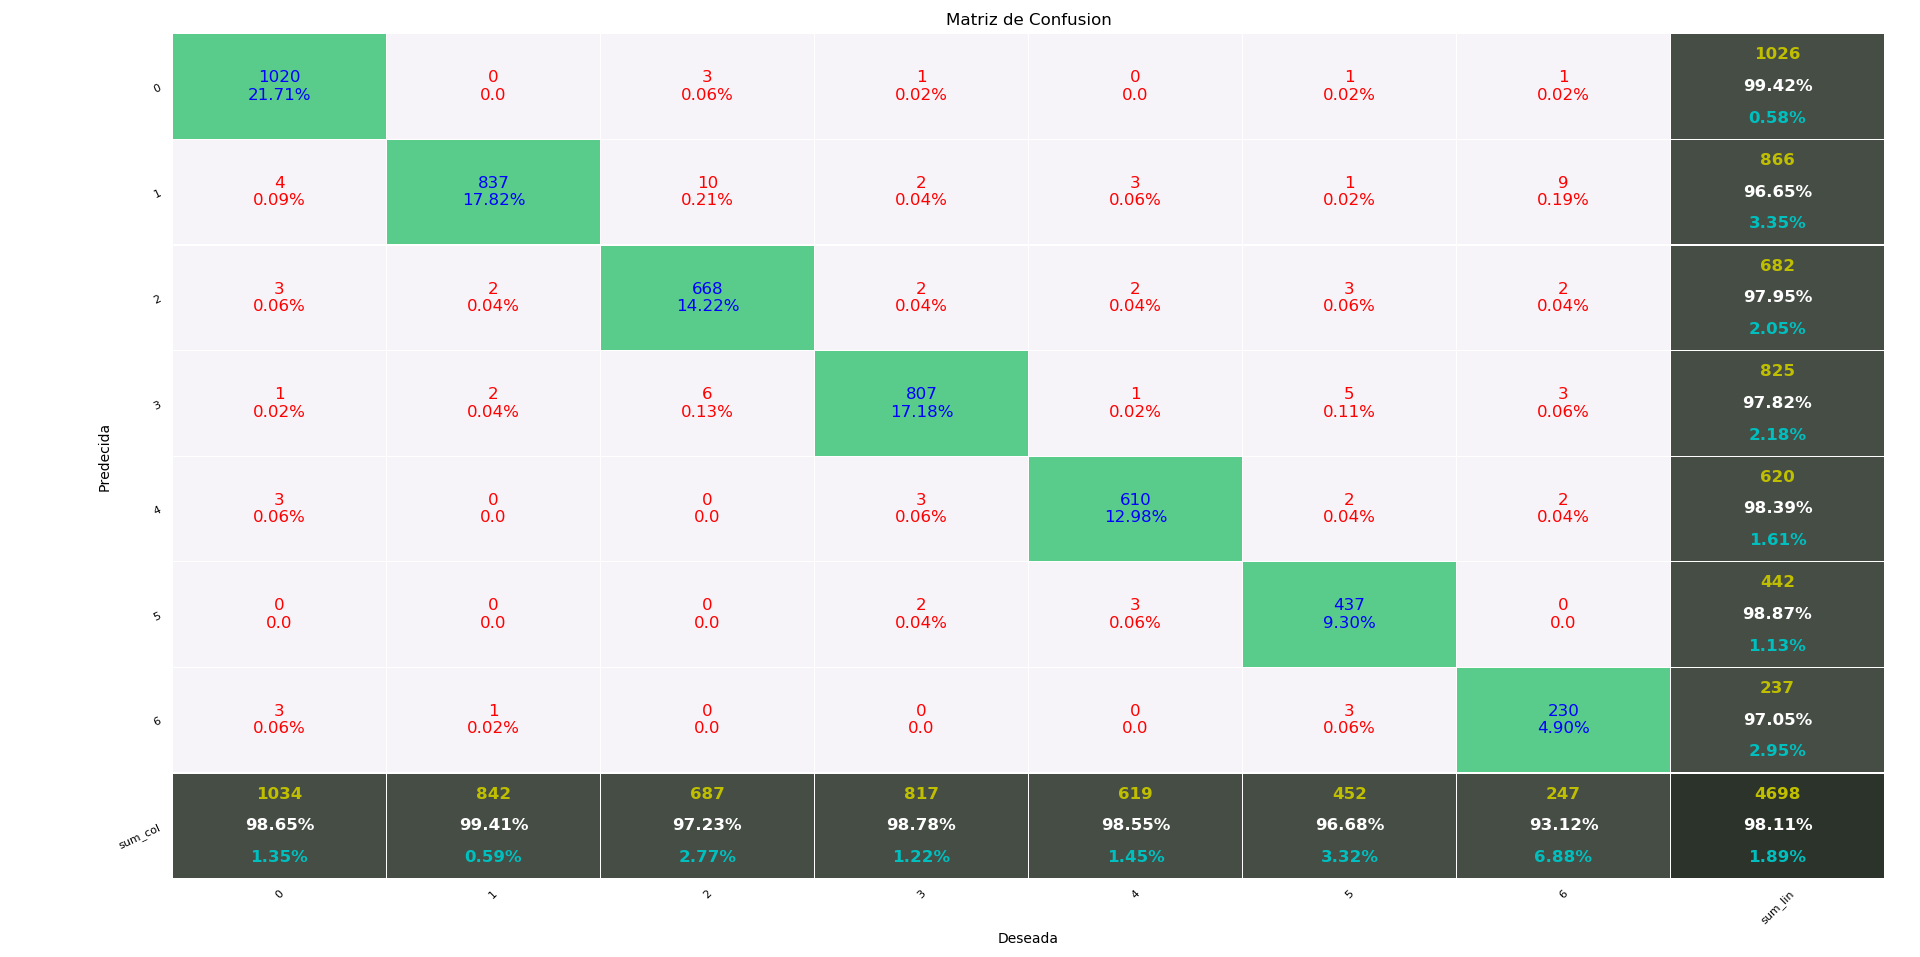 Matriz de Confusion
1020 0 3 1 0 1 1 1026
21.71% 0.0 0.06% 0.02% 0.0 0.02% 0.02% 99.42%
0 0.58%
4 837 10 2 3 1 9 866
0.09% 17.82% 0.21% 0.04% 0.06% 0.02% 0.19% 96.65%
1 3.35%
3 2 668 2 2 3 2 682
0.06% 0.04% 14.22% 0.04% 0.04% 0.06% 0.04% 97.95%
2 2.05%
1 2 6 807 1 5 3 825
0.02% 0.04% 0.13% 17.18% 0.02% 0.11% 0.06% 97.82%
3 2.18%
Predecida
3 0 0 3 610 2 2 620
0.06% 0.0 0.0 0.06% 12.98% 0.04% 0.04% 98.39%
4 1.61%
0 0 0 2 3 437 0 442
0.0 0.0 0.0 0.04% 0.06% 9.30% 0.0 98.87%
5 1.13%
3 1 0 0 0 3 230 237
0.06% 0.02% 0.0 0.0 0.0 0.06% 4.90% 97.05%
6 2.95%
1034 842 687 817 619 452 247 4698
sum_col 98.65% 99.41% 97.23% 98.78% 98.55% 96.68% 93.12% 98.11%
1.35% 0.59% 2.77% 1.22% 1.45% 3.32% 6.88% 1.89%
0 1 2 3 4 5 6 sum_lin
Deseada